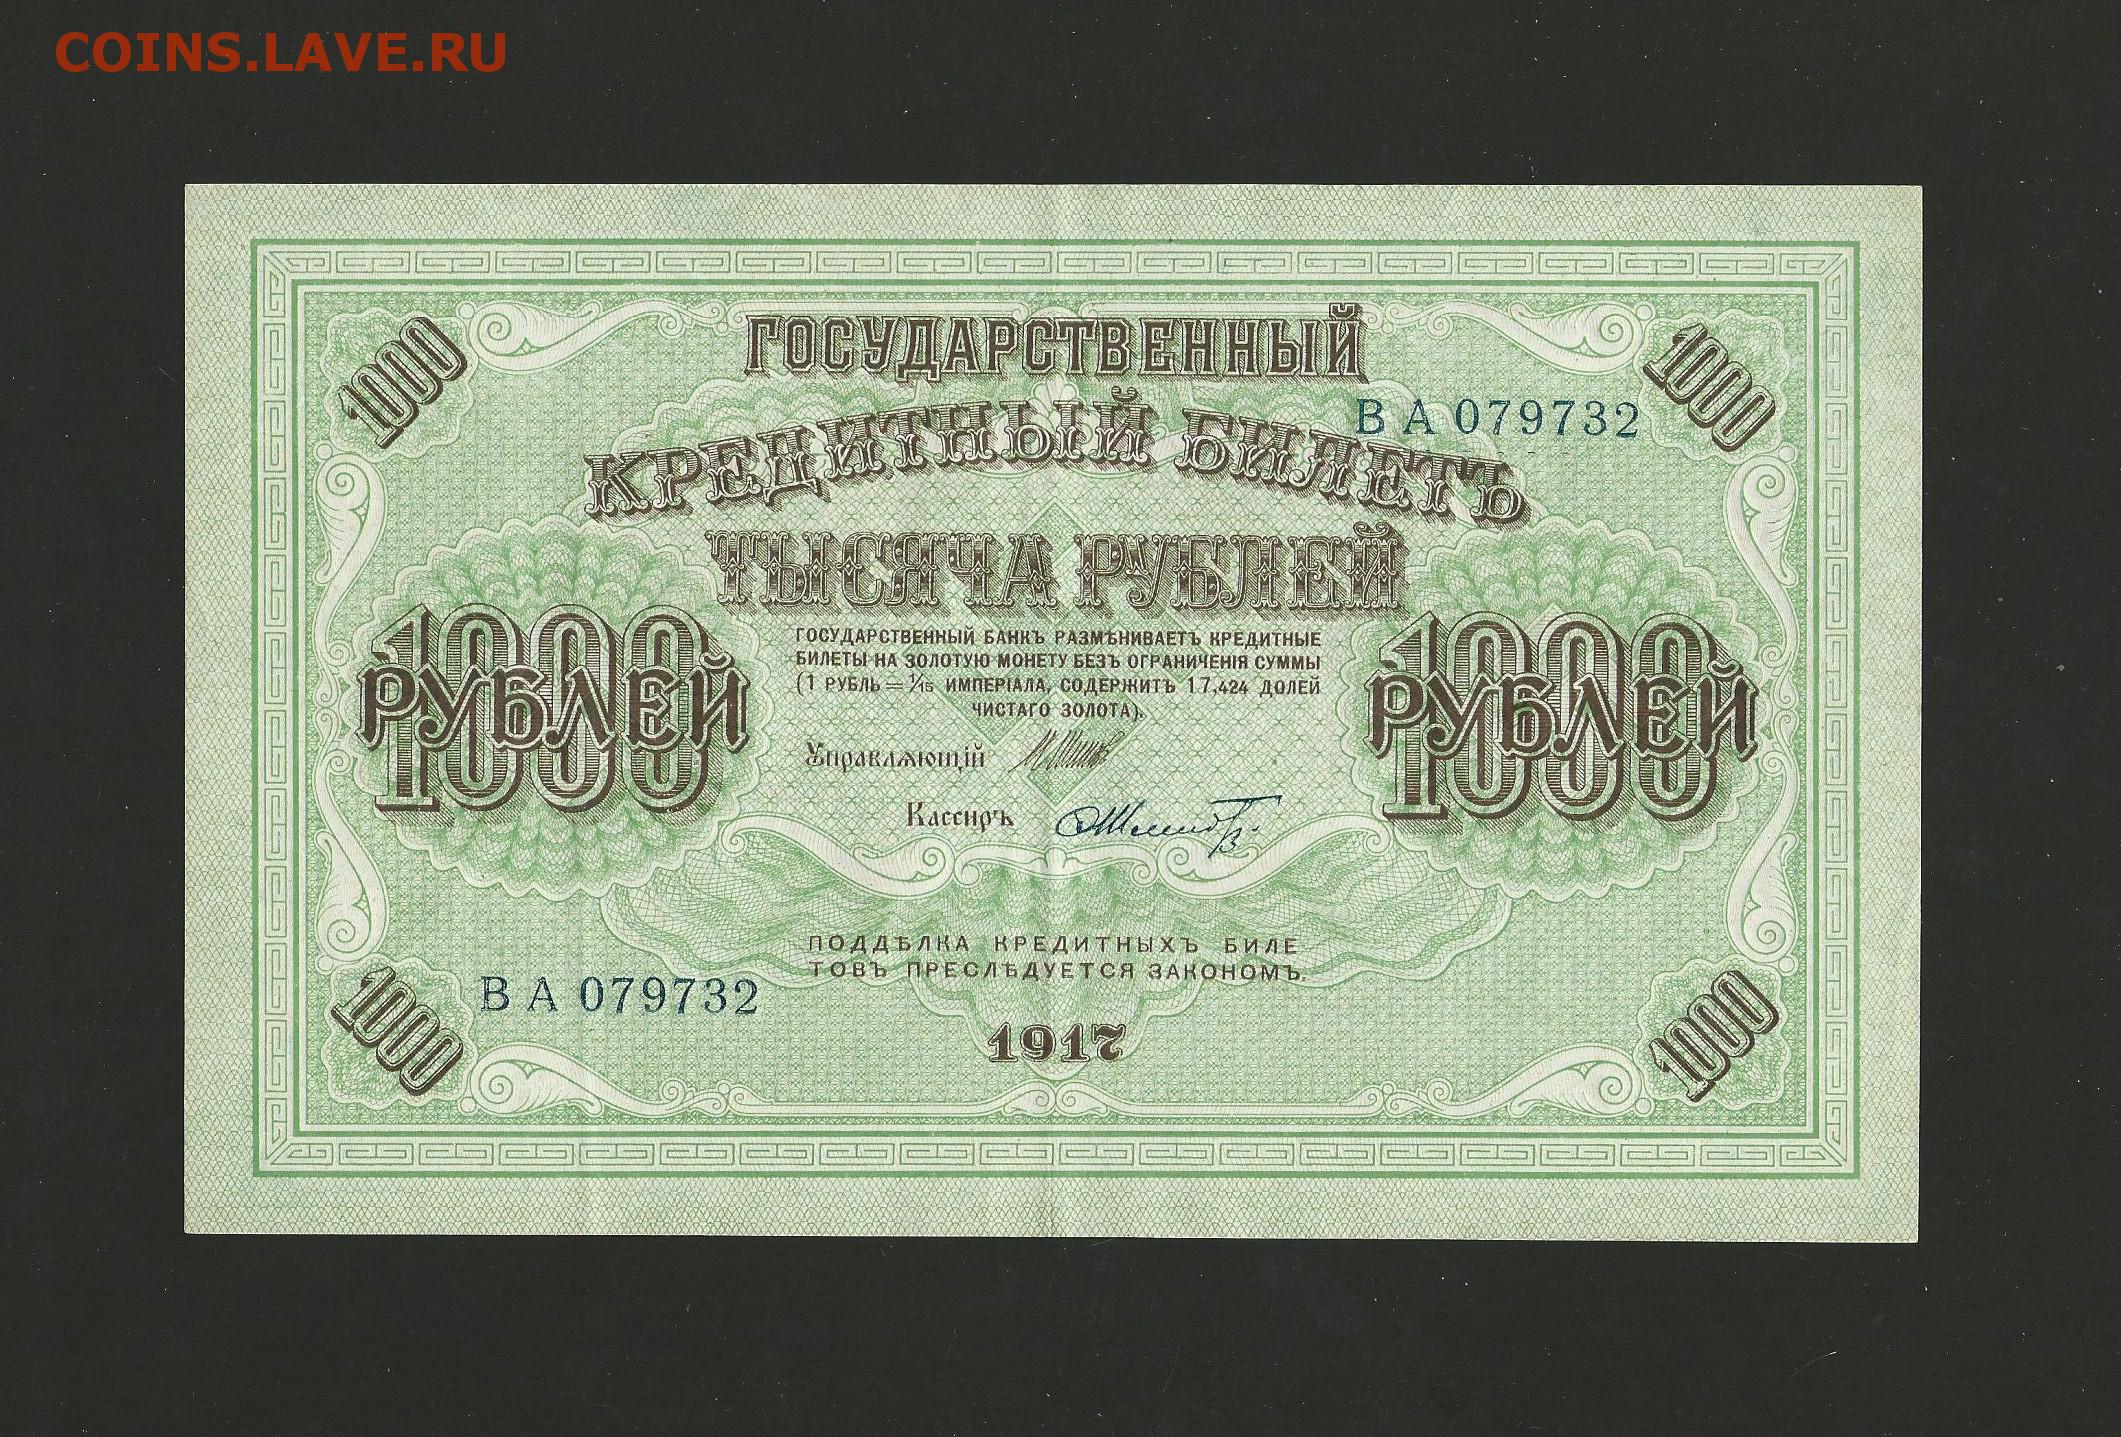 COINS.LAVE.RU
ГОСУДАРСТВЕННЫЙ
1000
1000
ВА 079732
КРЕДИТНЫЙ БИЛЕТЪ
ТЫСЯЧА РУБЛЕЙ
1000
РУБЛЕЙ
1000
РУБЛЕЙ
ГОСУДАРСТВЕННЫЙ БАНКЪ РАЗМѢНИВАЕТЪ КРЕДИТНЫЕ
БИЛЕТЫ НА ЗОЛОТУЮ МОНЕТУ БЕЗЪ ОГРАНИЧЕНІЯ СУММЫ
(1 РУБЛЬ = 1/15 ИМПЕРІАЛА, СОДЕРЖИТЪ 17,424 ДОЛЕЙ
ЧИСТАГО ЗОЛОТА).
Управляющій
Кассиръ
ПОДДѢЛКА КРЕДИТНЫХЪ БИЛЕ
ТОВЪ ПРЕСЛѢДУЕТСЯ ЗАКОНОМЪ.
ВА 079732
1917
1000
1000